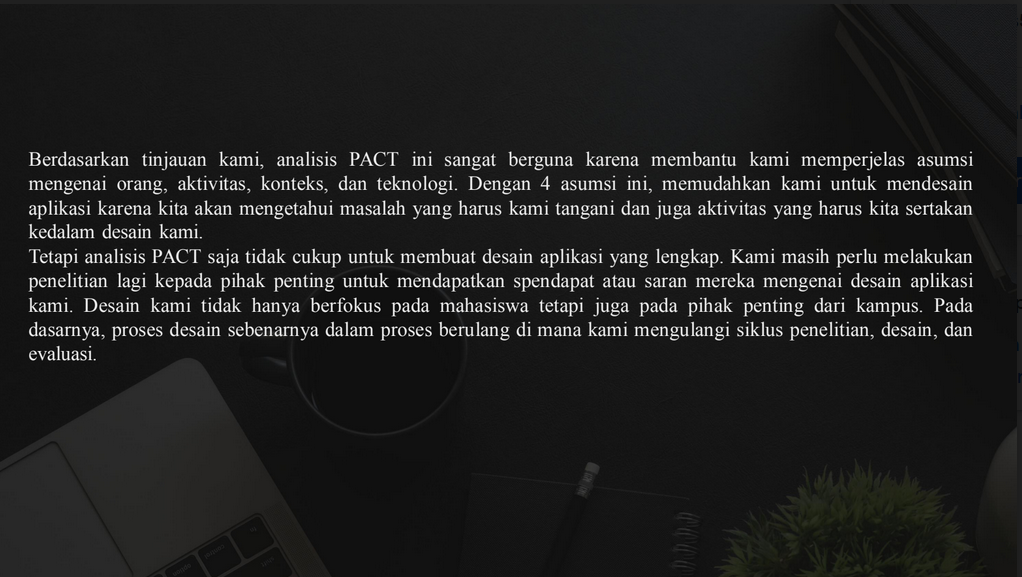 Berdasarkan tinjauan kami, analisis PACT ini sangat berguna karena membantu kami memperjelas asumsi
mengenai orang, aktivitas, konteks, dan teknologi. Dengan 4 asumsi ini, memudahkan kami untuk mendesain
aplikasi karena kita akan mengetahui masalah yang harus kami tangani dan juga aktivitas yang harus kita sertakan
kedalam desain kami.
Tetapi analisis PACT saja tidak cukup untuk membuat desain aplikasi yang lengkap. Kami masih perlu melakukan
penelitian lagi kepada pihak penting untuk mendapatkan spendapat atau saran mereka mengenai desain aplikasi
kami. Desain kami tidak hanya berfokus pada mahasiswa tetapi juga pada pihak penting dari kampus. Pada
dasarnya, proses desain sebenarnya dalam proses berulang di mana kami mengulangi siklus penelitian, desain, dan
evaluasi.